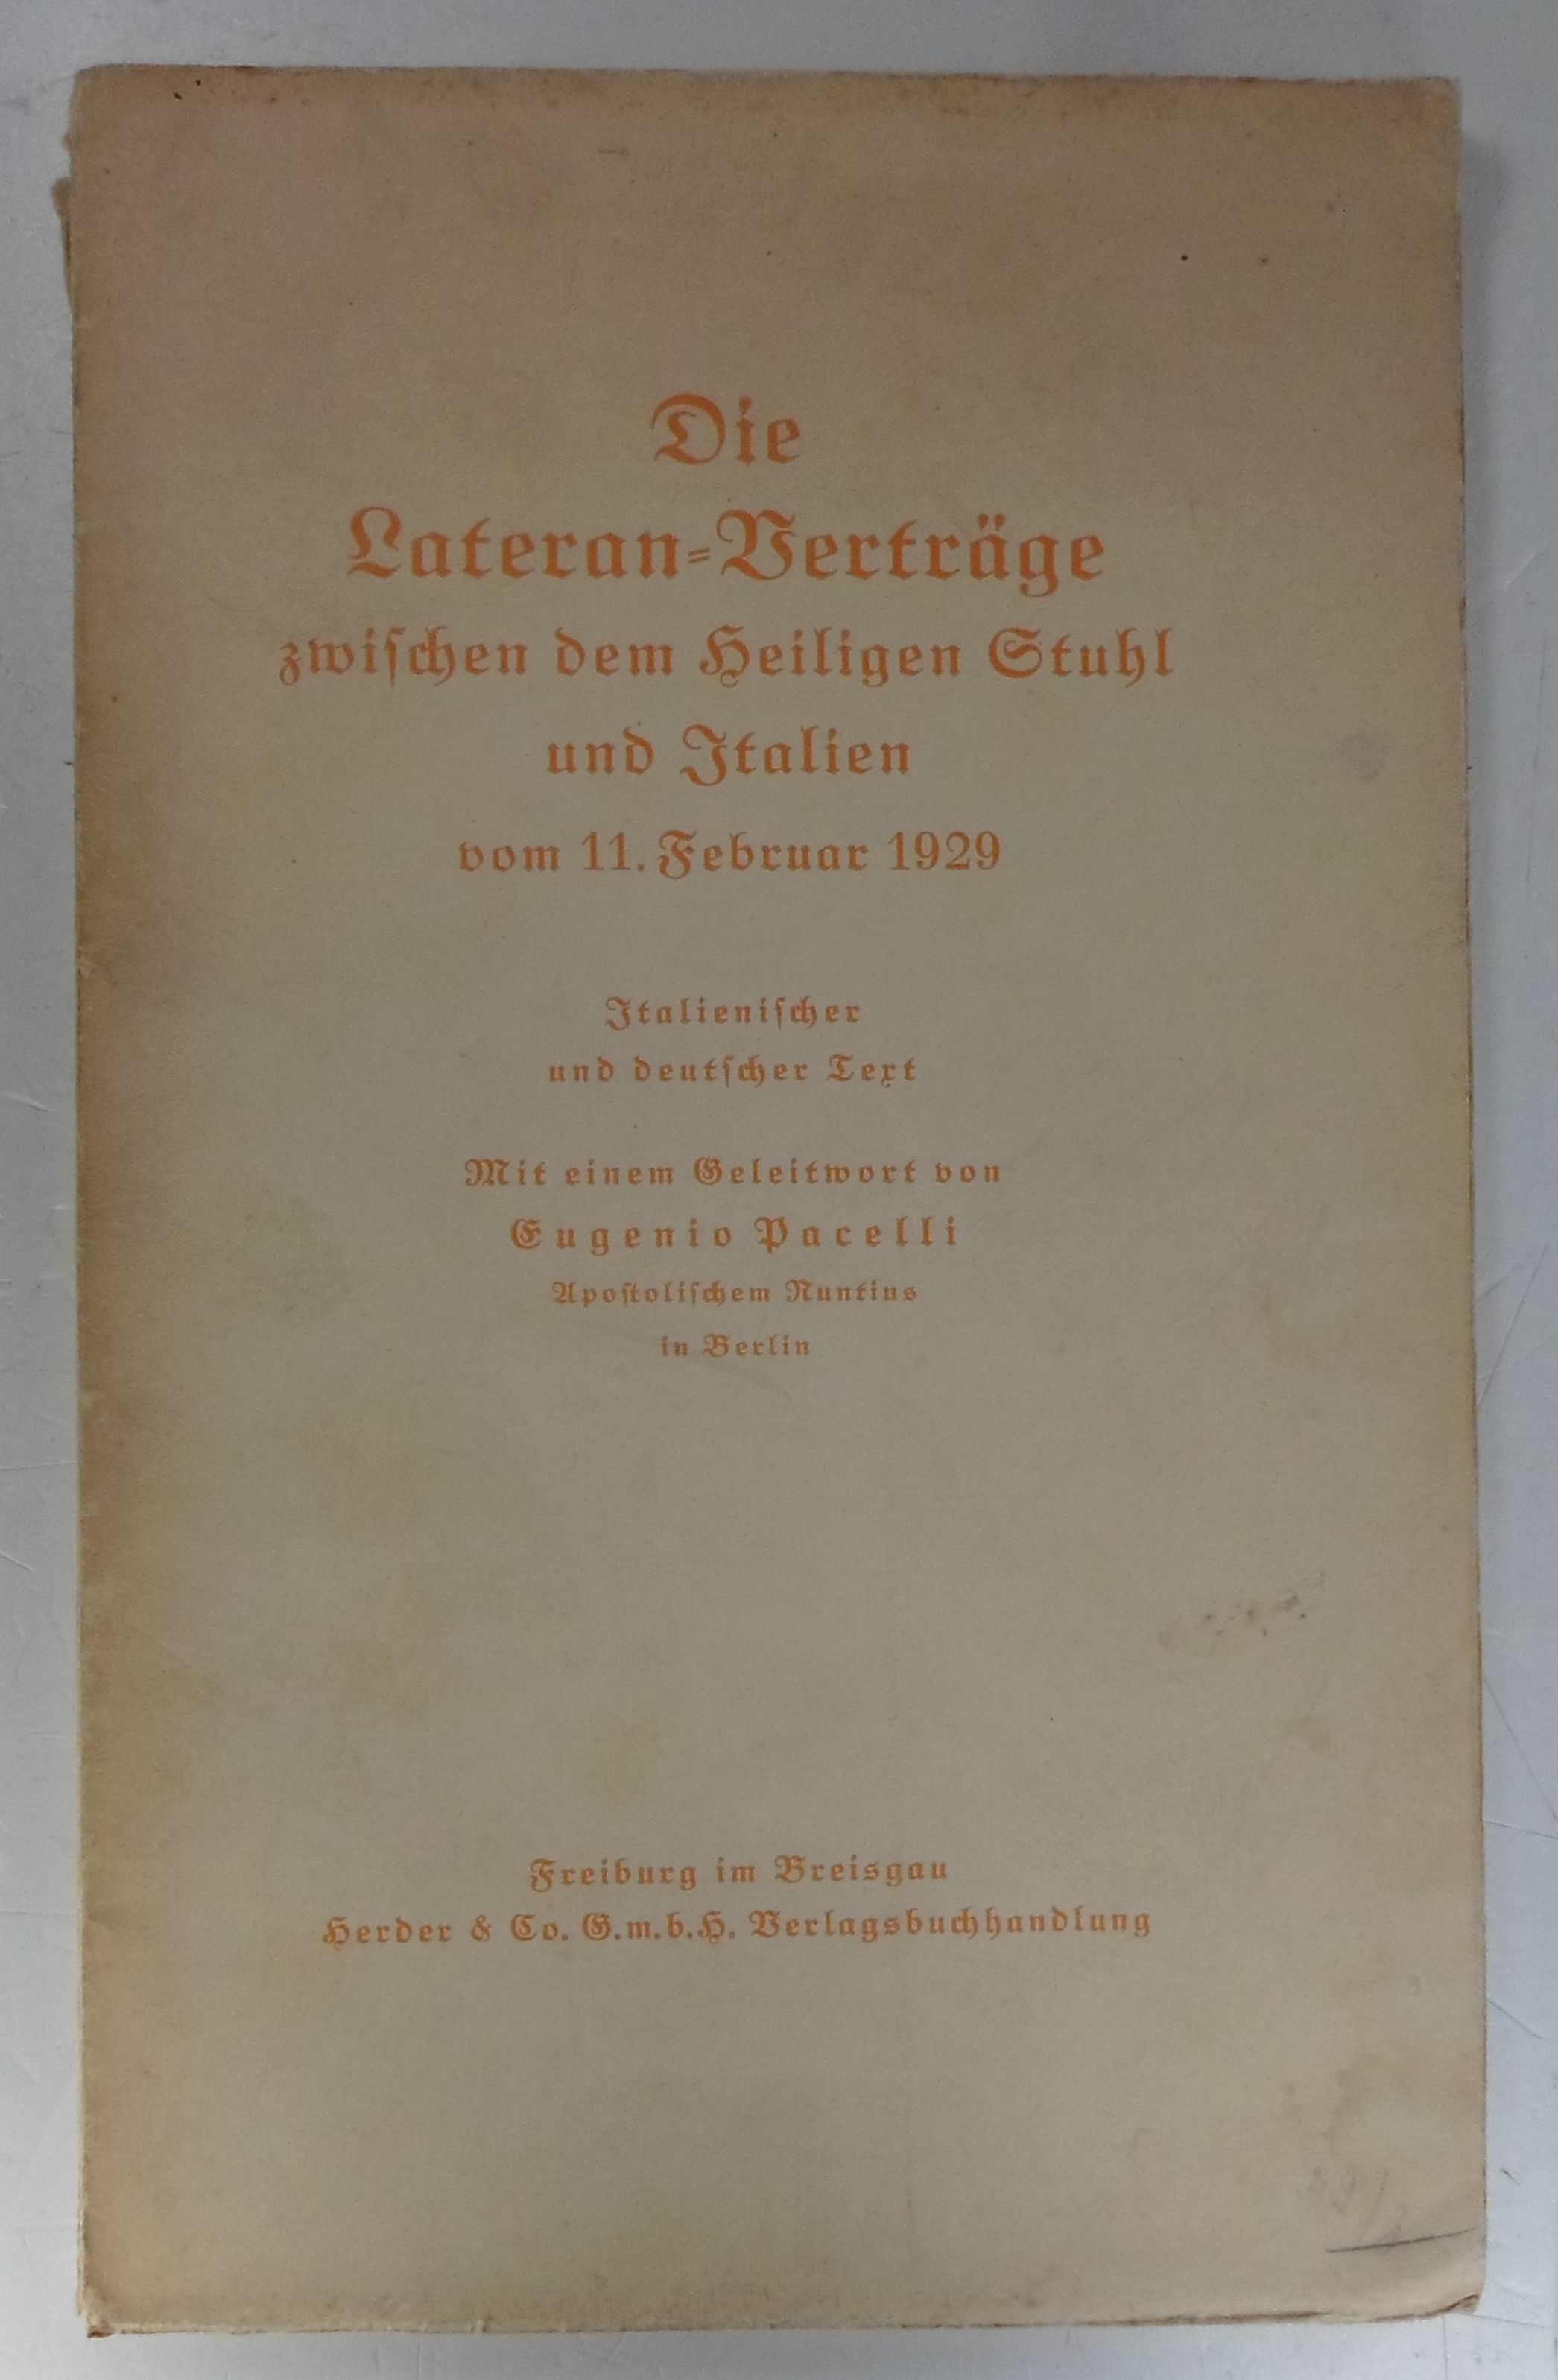 Die
Lateran-Verträge
zwischen dem Heiligen Stuhl
und Italien
vom 11. Februar 1929
Italienischer
und deutscher Text
Mit einem Geleitwort von
Eugenio Pacelli
Apostolischem Nuntius
in Berlin
Freiburg im Breisgau
Herder & Co. G.m.b.H. Verlagsbuchhandlung